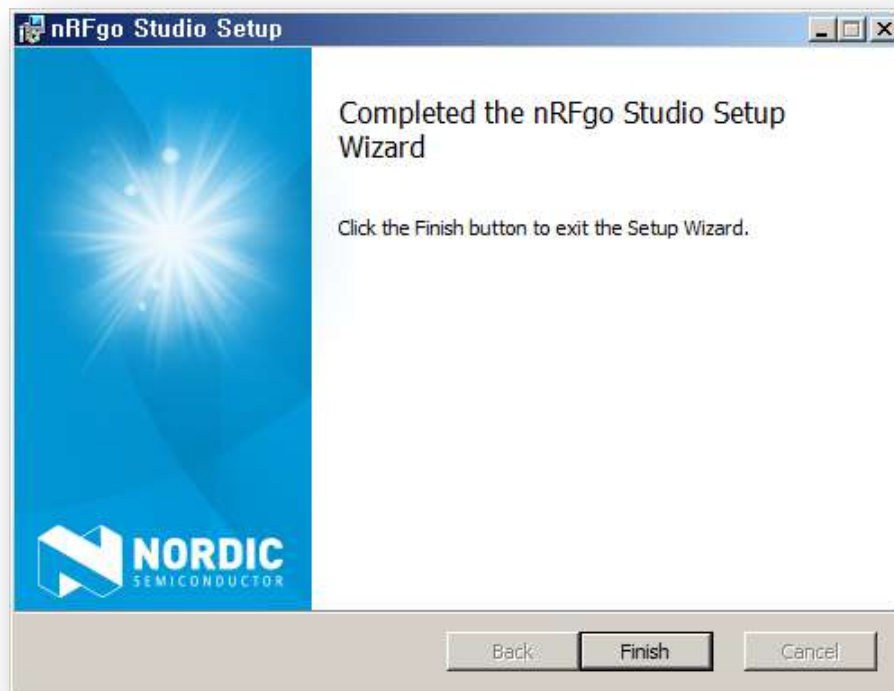 nRFgo Studio Setup
Completed the nRFgo Studio Setup
Wizard
Click the Finish button to exit the Setup Wizard.
NORDIC
SEMICONDUCTOR
Back
Finish
Cancel